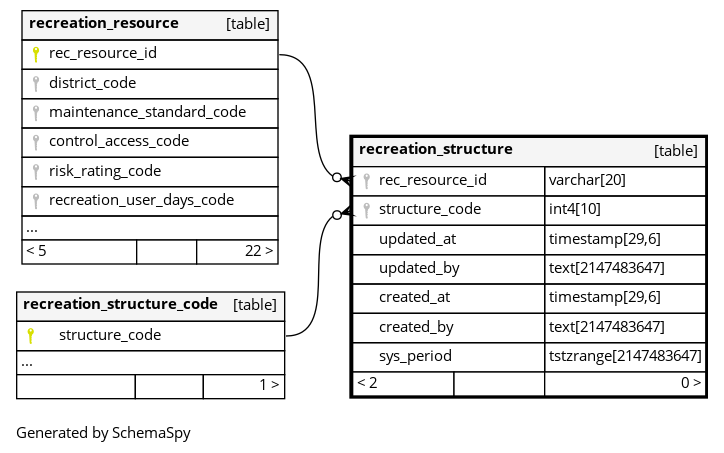 recreation_resource [table]
rec_resource_id
district_code
maintenance_standard_code
control_access_code
risk_rating_code
recreation_user_days_code
...
< 5 22 >
recreation_structure [table]
rec_resource_id varchar[20]
structure_code int4[10]
updated_at timestamp[29,6]
updated_by text[2147483647]
created_at timestamp[29,6]
created_by text[2147483647]
sys_period tstzrange[2147483647]
< 2 0 >
recreation_structure_code [table]
structure_code
...
1 >
Generated by SchemaSpy